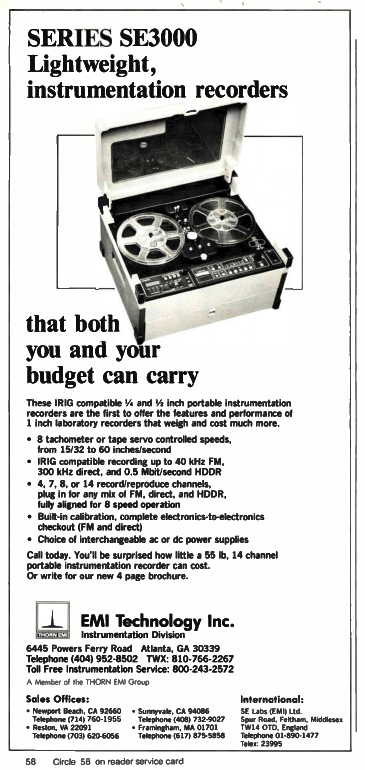 SERIES SE3000
Lightweight,
instrumentation recorders
that both
you and your
budget can carry
These IRIG compatible ¼ and ½ inch portable instrumentation
recorders are the first to offer the features and performance of
1 inch laboratory recorders that weigh and cost much more.
• 8 tachometer or tape servo controlled speeds,
from 15/32 to 60 inches/second
• IRIG compatible recording up to 40 kHz FM,
300 kHz direct, and 0.5 Mbit/second HDDR
• 4, 7, 8, or 14 record/reproduce channels,
plug in for any mix of FM, direct, and HDDR,
fully aligned for 8 speed operation
• Built-in calibration, complete electronics-to-electronics
checkout (FM and direct)
• Choice of interchangeable ac or dc power supplies
Call today. You'll be surprised how little a 55 lb, 14 channel
portable instrumentation recorder can cost.
Or write for our new 4 page brochure.
THORN EMI
EMI Technology Inc.
Instrumentation Division
6445 Powers Ferry Road Atlanta, GA 30339
Telephone (404) 952-8502 TWX: 810-766-2267
Toll Free Instrumentation Service: 800-243-2572
A Member of the THORN EMI Group
Sales Offices:
• Newport Beach, CA 92660
Telephone (714) 760-1955
• Reston, VA 22091
Telephone (703) 620-6056
• Sunnyvale, CA 94086
Telephone (408) 732-9027
• Framingham, MA 01701
Telephone (617) 875-5858
International:
SE Labs (EMI) Ltd.
Spur Road, Feltham, Middlesex
TW14 OTD, England
Telephone 01-890-1477
Telex: 23995
58 Circle 58 on reader service card